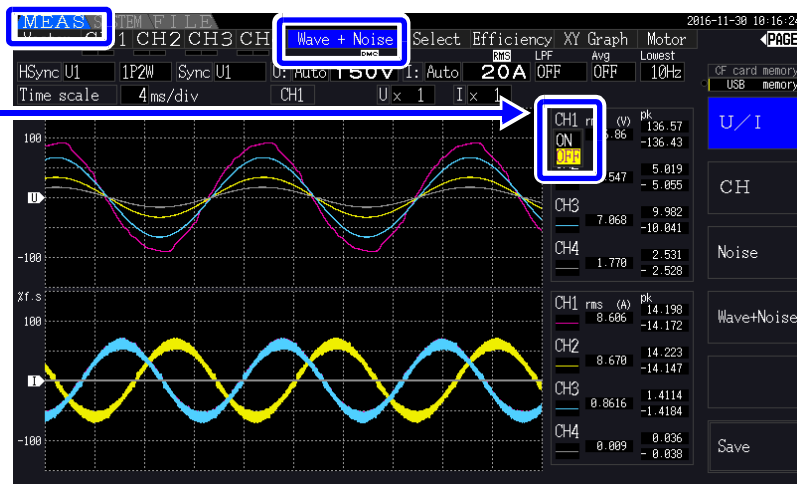 MEAS SYSTEM FILE 2016-11-30 10:16:24
CH1 CH2 CH3 CH Wave + Noise Select Efficiency XY Graph Motor PAGE
RMS LPF Avg Lowest
HSync U1 1P2W Sync U1 U: Auto 150V I: Auto 20A OFF OFF 10Hz
CF card memory
USB memory
Time scale 4 ms/div CH1 U× 1 I× 1
CH1 rms (V) pk
136.57
-136.43
ON
OFF
5.019
- 5.055
CH3
7.068
9.982
-10.041
CH4
1.770
2.531
- 2.528
100
U
-100
%f.s
100
I
-100
CH1 rms (A) pk
8.606
14.198
-14.172
CH2
8.670
14.223
-14.147
CH3
0.8616
1.4114
-1.4184
CH4
0.009
0.036
- 0.038
U/I
CH
Noise
Wave+Noise
Save